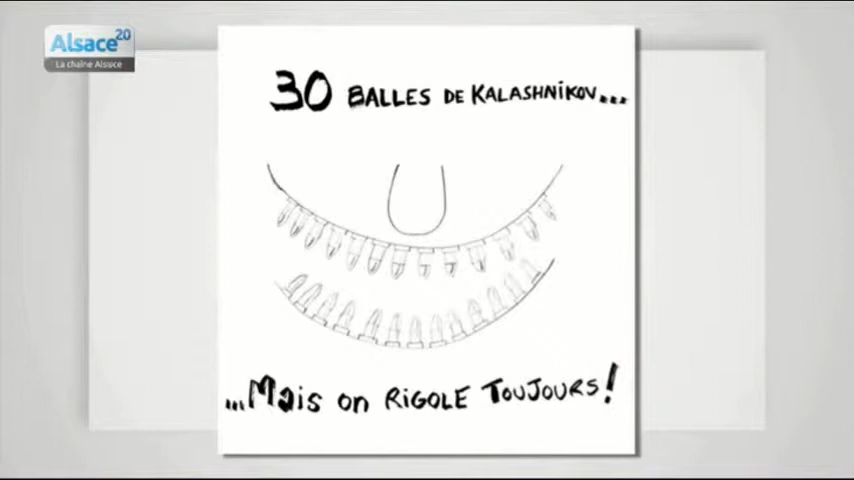 Alsace20
La chaîne Alsace
30 BALLES DE KALASHNIKOV...
...Mais on RIGOLE TOUJOURS!